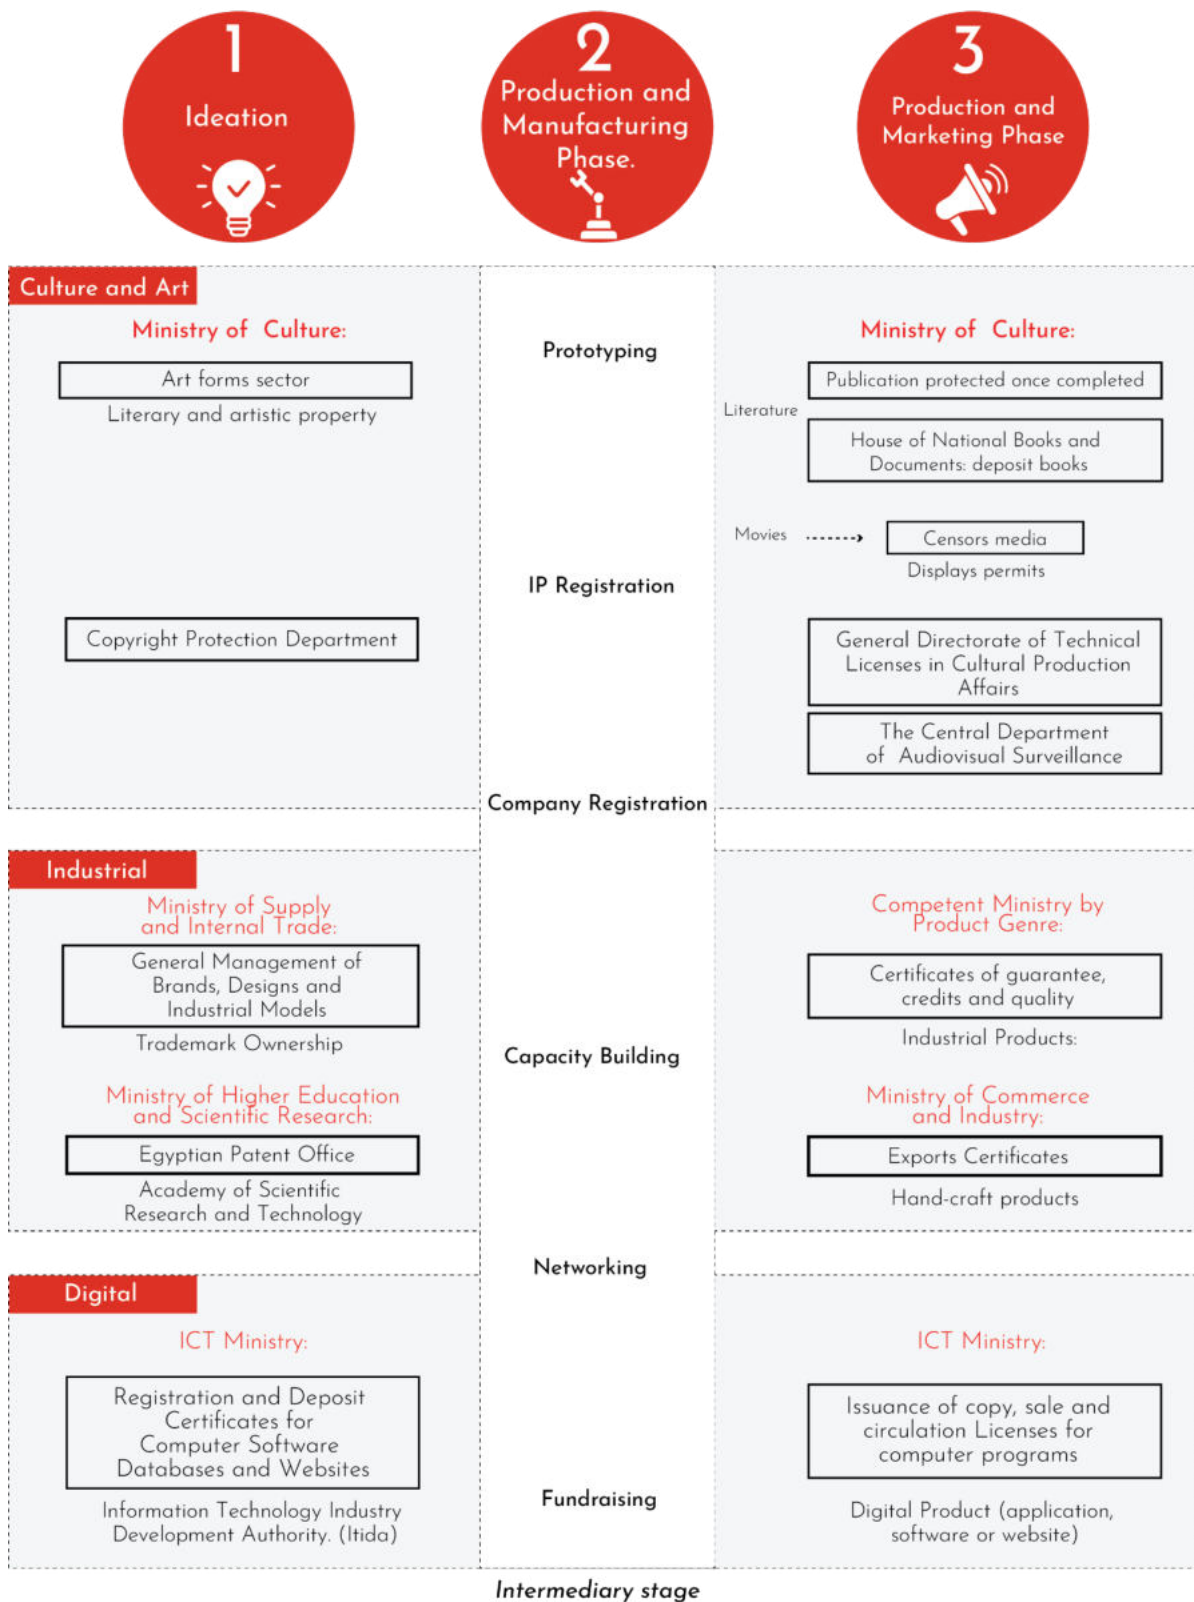 1
Ideation
2
Production and
Manufacturing
Phase.
3
Production and
Marketing Phase
Culture and Art
Ministry of Culture:
Art forms sector
Literary and artistic property
Copyright Protection Department
Industrial
Ministry of Supply
and Internal Trade:
General Management of
Brands, Designs and
Industrial Models
Trademark Ownership
Ministry of Higher Education
and Scientific Research:
Egyptian Patent Office
Academy of Scientific
Research and Technology
Digital
ICT Ministry:
Registration and Deposit
Certificates for
Computer Software
Databases and Websites
Information Technology Industry
Development Authority. (Itida)
Prototyping
IP Registration
Company Registration
Capacity Building
Networking
Fundraising
Intermediary stage
Ministry of Culture:
Literature
Publication protected once completed
House of National Books and
Documents: deposit books
Movies
Censors media
Displays permits
General Directorate of Technical
Licenses in Cultural Production
Affairs
The Central Department
of Audiovisual Surveillance
Competent Ministry by
Product Genre:
Certificates of guarantee,
credits and quality
Industrial Products:
Ministry of Commerce
and Industry:
Exports Certificates
Hand-craft products
ICT Ministry:
Issuance of copy, sale and
circulation Licenses for
computer programs
Digital Product (application,
software or website)